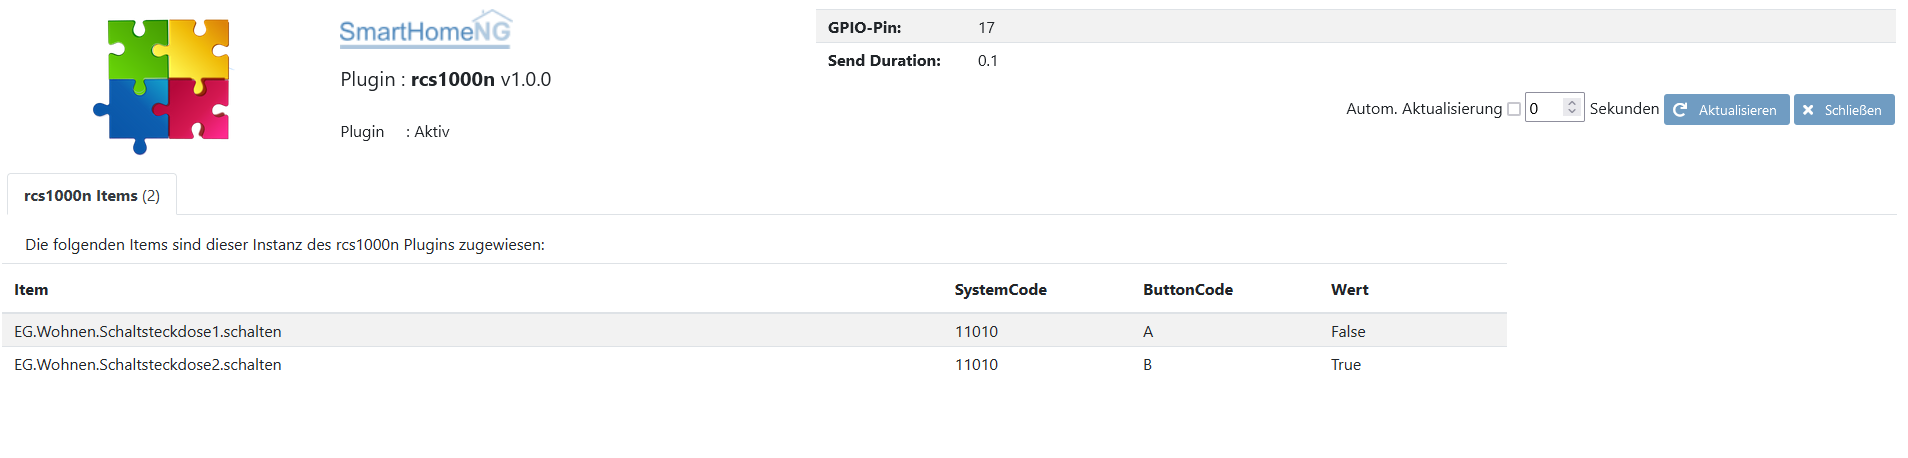 SmartHomeNG
Plugin : rcs1000n v1.0.0
Plugin : Aktiv
GPIO-Pin: 17
Send Duration: 0.1
Autom. Aktualisierung 0 Sekunden Aktualisieren Schließen
rcs1000n Items (2)
Die folgenden Items sind dieser Instanz des rcs1000n Plugins zugewiesen:
Item SystemCode ButtonCode Wert
EG.Wohnen.Schaltsteckdose1.schalten 11010 A False
EG.Wohnen.Schaltsteckdose2.schalten 11010 B True